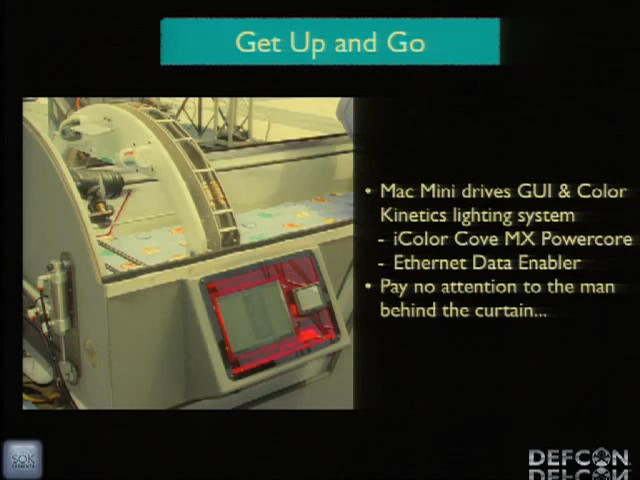 Get Up and Go
• Mac Mini drives GUI & Color
Kinetics lighting system
- iColor Cove MX Powercore
- Ethernet Data Enabler
• Pay no attention to the man
behind the curtain...
SOK
DEFCON